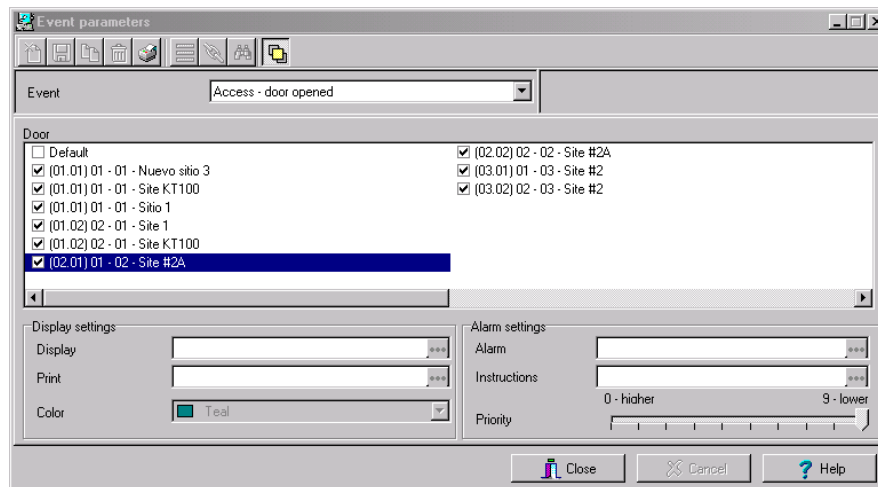 Event parameters
Event
Access - door opened
Door
Default
(01.01) 01 - 01 - Nuevo sitio 3
(01.01) 01 - 01 - Site KT100
(01.01) 01 - 01 - Sitio 1
(01.02) 02 - 01 - Site 1
(01.02) 02 - 01 - Site KT100
(02.01) 01 - 02 - Site #2A
(02.02) 02 - 02 - Site #2A
(03.01) 01 - 03 - Site #2
(03.02) 02 - 03 - Site #2
Display settings
Display
Print
Color
Teal
Alarm settings
Alarm
Instructions
0 - higher
9 - lower
Priority
Close
Cancel
Help